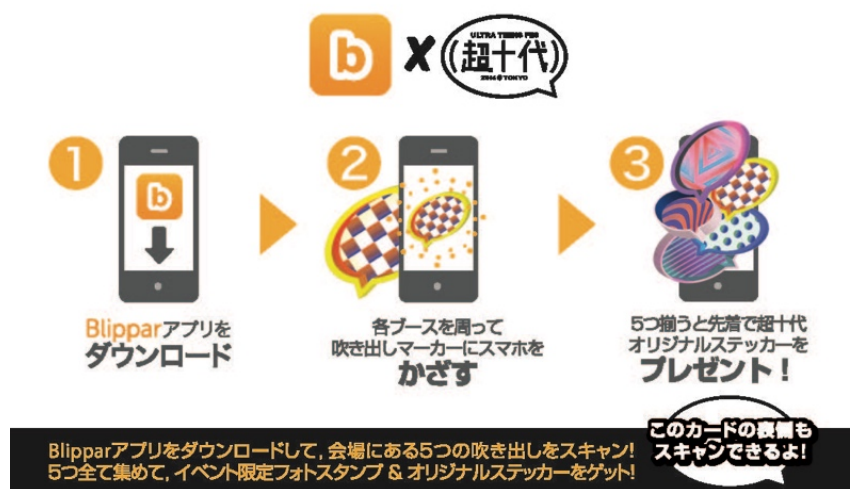 b x
ULTRA TEENS FES
(超十代)
2016@TOKYO
1
b
Blipparアプリを
ダウンロード
2
各ブースを周って
吹き出しマーカーにスマホを
かざす
3
5つ揃うと先着で超十代
オリジナルステッカーを
プレゼント!
Blipparアプリをダウンロードして,会場にある5つの吹き出しをスキャン!
5つ全て集めて,イベント限定フォトスタンプ & オリジナルステッカーをゲット!
このカードの表側も
スキャンできるよ!